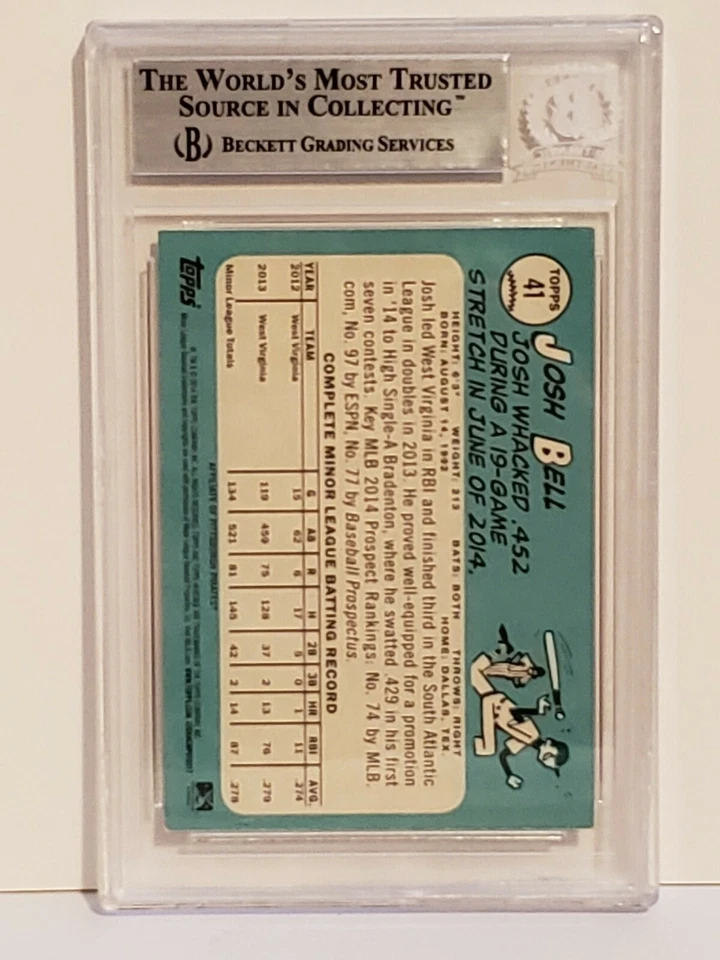 THE WORLD'S MOST TRUSTED
SOURCE IN COLLECTING™
(B) BECKETT GRADING SERVICES
TOPPS
41
JOSH BELL
JOSH WHACKED .452
DURING A 19-GAME
STRETCH IN JUNE OF 2014.
HEIGHT: 6'3" WEIGHT: 213 BATS: BOTH THROWS: RIGHT
BORN: AUGUST 14, 1992 HOME: DALLAS, TEX.
Josh led West Virginia in RBI and finished third in the South Atlantic
League in doubles in 2013. He proved well-equipped for a promotion
in '14 to High Single-A Bradenton, where he swatted .429 in his first
seven contests. Key MLB 2014 Prospect Rankings: No. 74 by MLB.
com, No. 97 by ESPN, No. 77 by Baseball Prospectus.
COMPLETE MINOR LEAGUE BATTING RECORD
YEAR TEAM G AB R H 2B 3B HR RBI AVG.
2012 West Virginia 15 62 6 17 5 0 1 11 .274
2013 West Virginia 119 459 75 128 37 2 13 76 .279
Minor League Totals 134 521 81 145 42 2 14 87 .278
AFFILIATE OF PITTSBURGH PIRATES
TOPPS